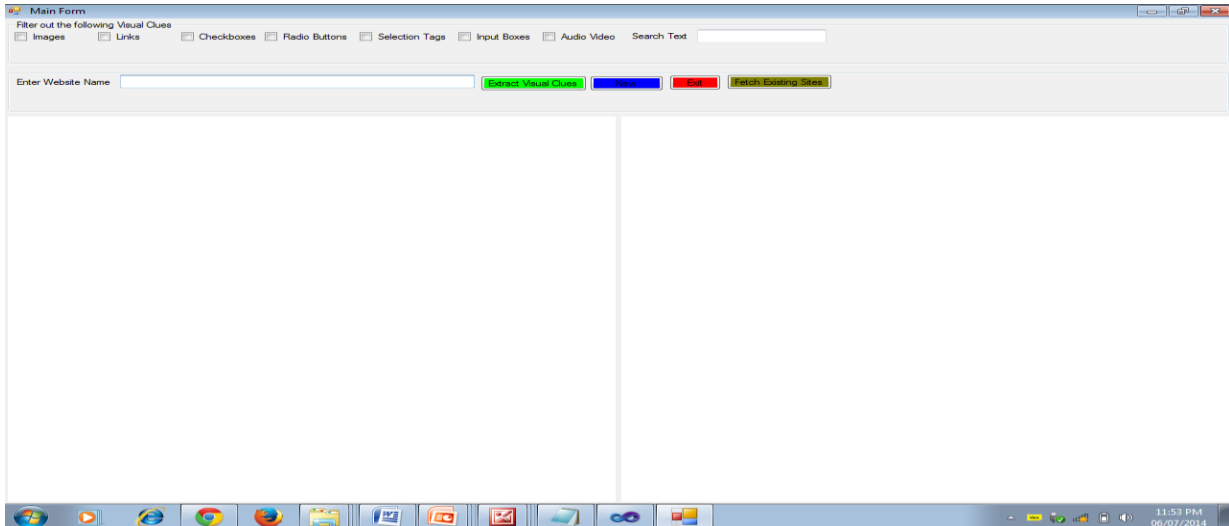 Main Form
Filter out the following Visual Clues
Images Links Checkboxes Radio Buttons Selection Tags Input Boxes Audio Video Search Text
Enter Website Name Extract Visual Clues New Exit Fetch Existing Sites
11:53 PM
06/07/2014